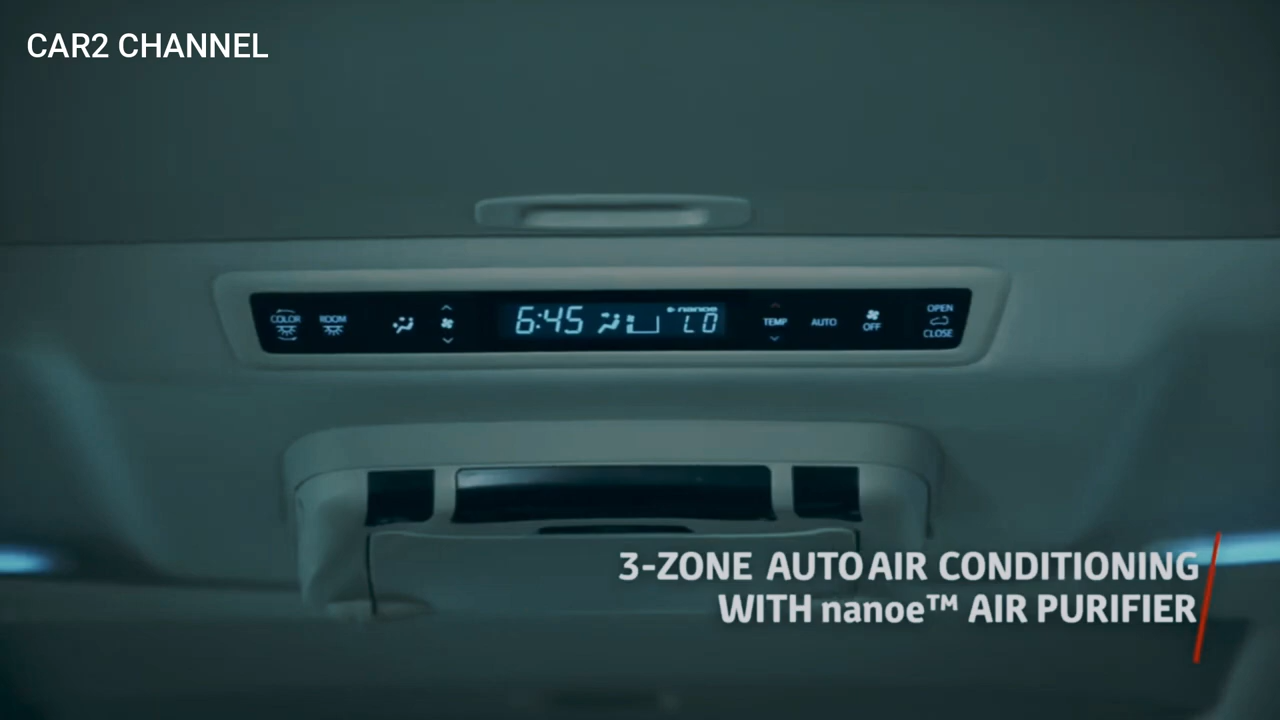 CAR2 CHANNEL
COLOR
ROOM
6:45
nanoe
LO
TEMP
AUTO
OFF
OPEN
CLOSE
3-ZONE AUTO AIR CONDITIONING
WITH nanoe™ AIR PURIFIER